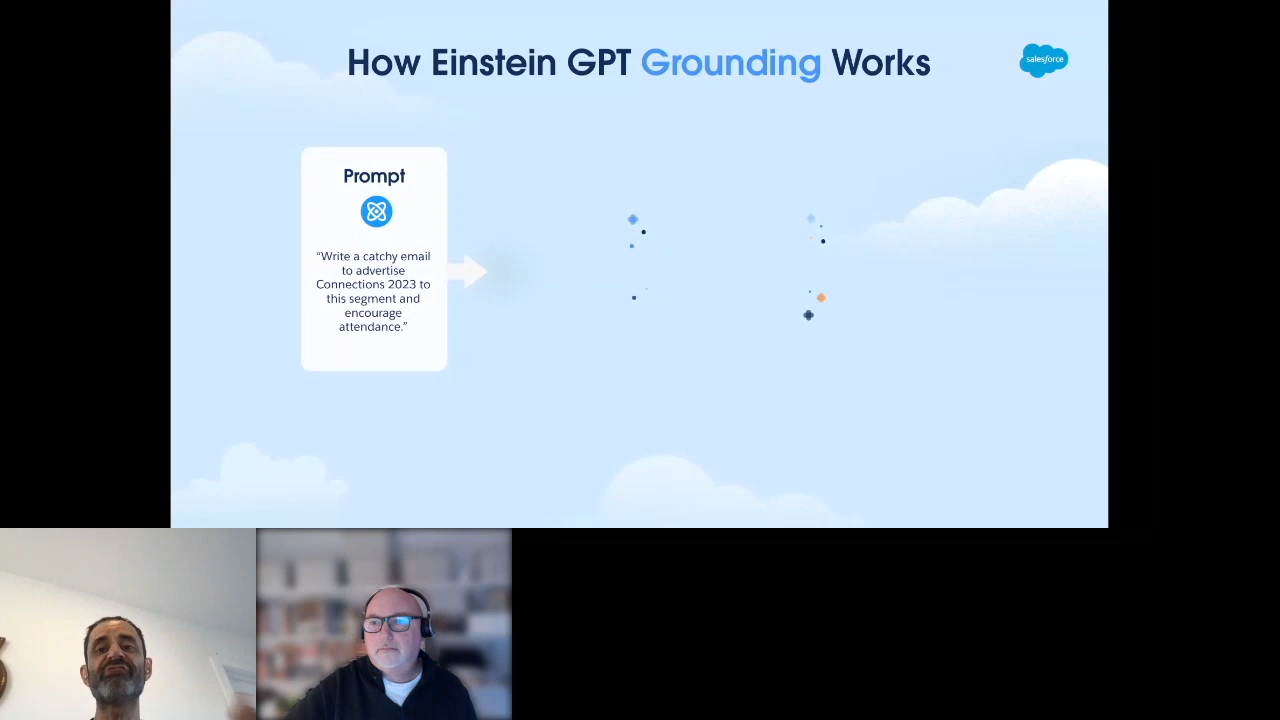 How Einstein GPT Grounding Works
salesforce
Prompt
“Write a catchy email
to advertise
Connections 2023 to
this segment and
encourage
attendance.”